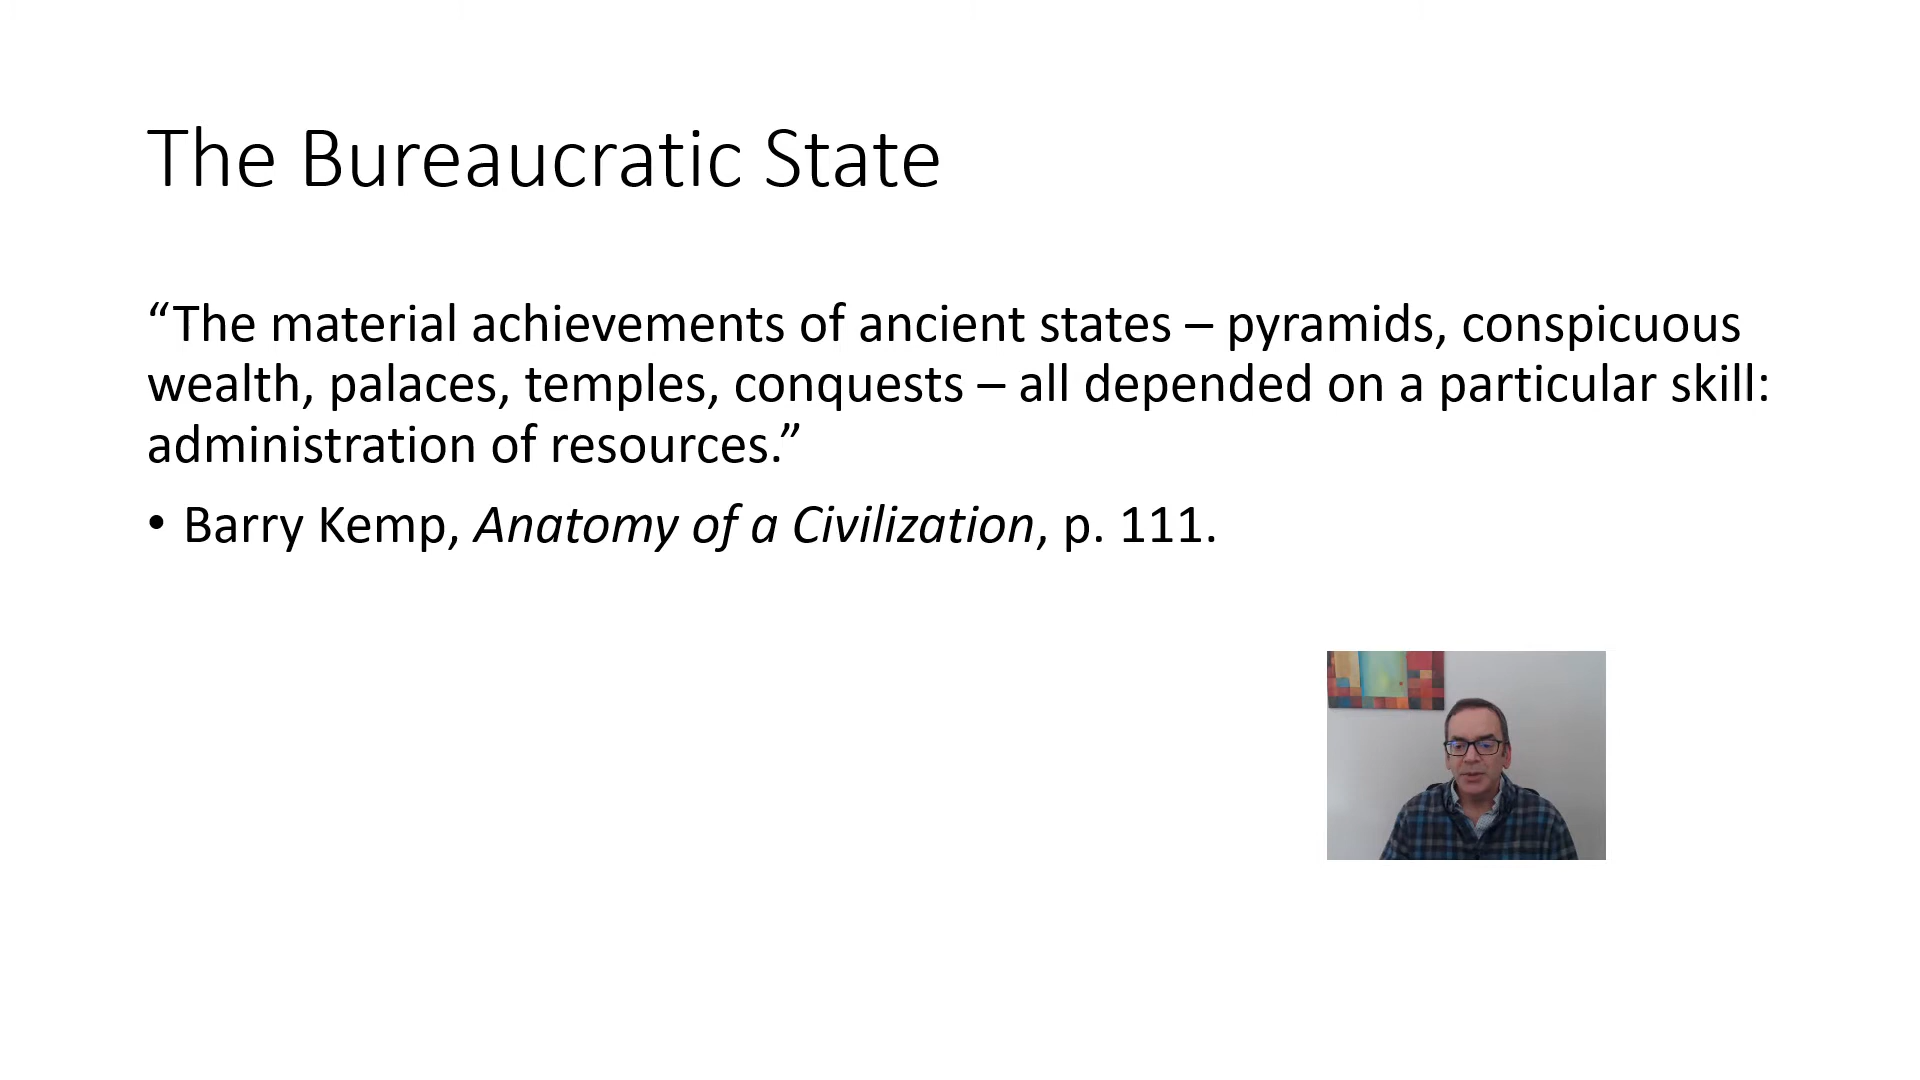 The Bureaucratic State
“The material achievements of ancient states – pyramids, conspicuous
wealth, palaces, temples, conquests – all depended on a particular skill:
administration of resources.”
• Barry Kemp, Anatomy of a Civilization, p. 111.